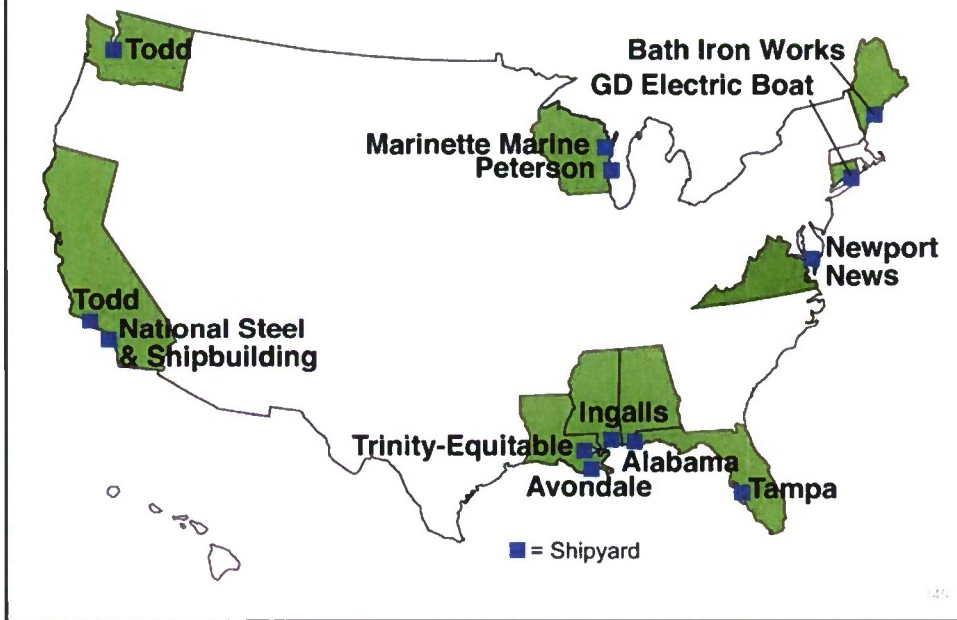 Todd
Bath Iron Works
GD Electric Boat
Marinette Marine
Peterson
Newport
News
Todd
National Steel
& Shipbuilding
Ingalls
Trinity-Equitable
Alabama
Avondale
Tampa
= Shipyard